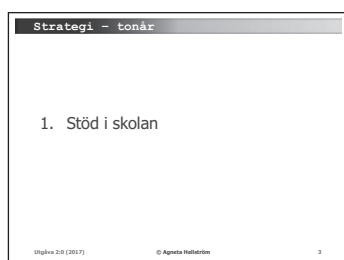 Strategi – tonår
1. Stöd i skolan
Utgåva 2:0 (2017) © Agneta Hellström 3